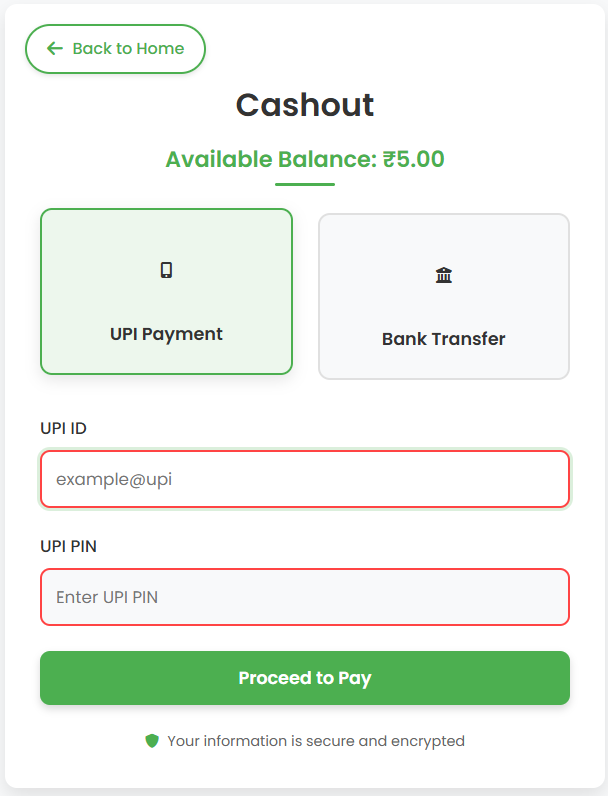 Back to Home
Cashout
Available Balance: ₹5.00
UPI Payment
Bank Transfer
UPI ID
example@upi
UPI PIN
Enter UPI PIN
Proceed to Pay
Your information is secure and encrypted